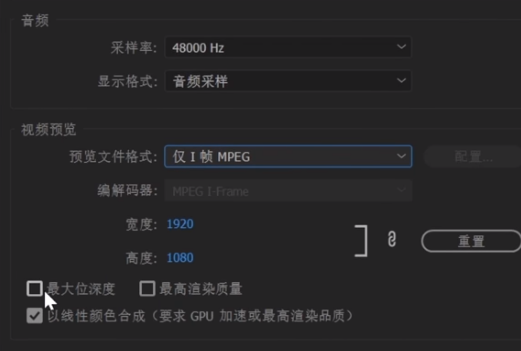 音频
采样率: 48000 Hz
显示格式: 音频采样
视频预览
预览文件格式: 仅 I 帧 MPEG 配置...
编解码器: MPEG I-Frame
宽度: 1920
高度: 1080
重置
最大位深度 最高渲染质量
以线性颜色合成（要求 GPU 加速或最高渲染品质）